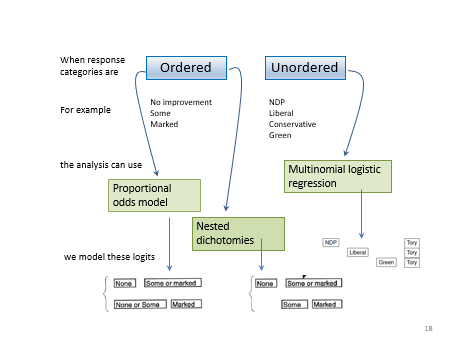 When response
categories are
Ordered
Unordered
For example
No improvement
Some
Marked
NDP
Liberal
Conservative
Green
the analysis can use
Proportional
odds model
Nested
dichotomies
Multinomial logistic
regression
we model these logits
None
Some or marked
None or Some
Marked
None
Some or marked
Some
Marked
NDP
Tory
Liberal
Tory
Green
Tory
18